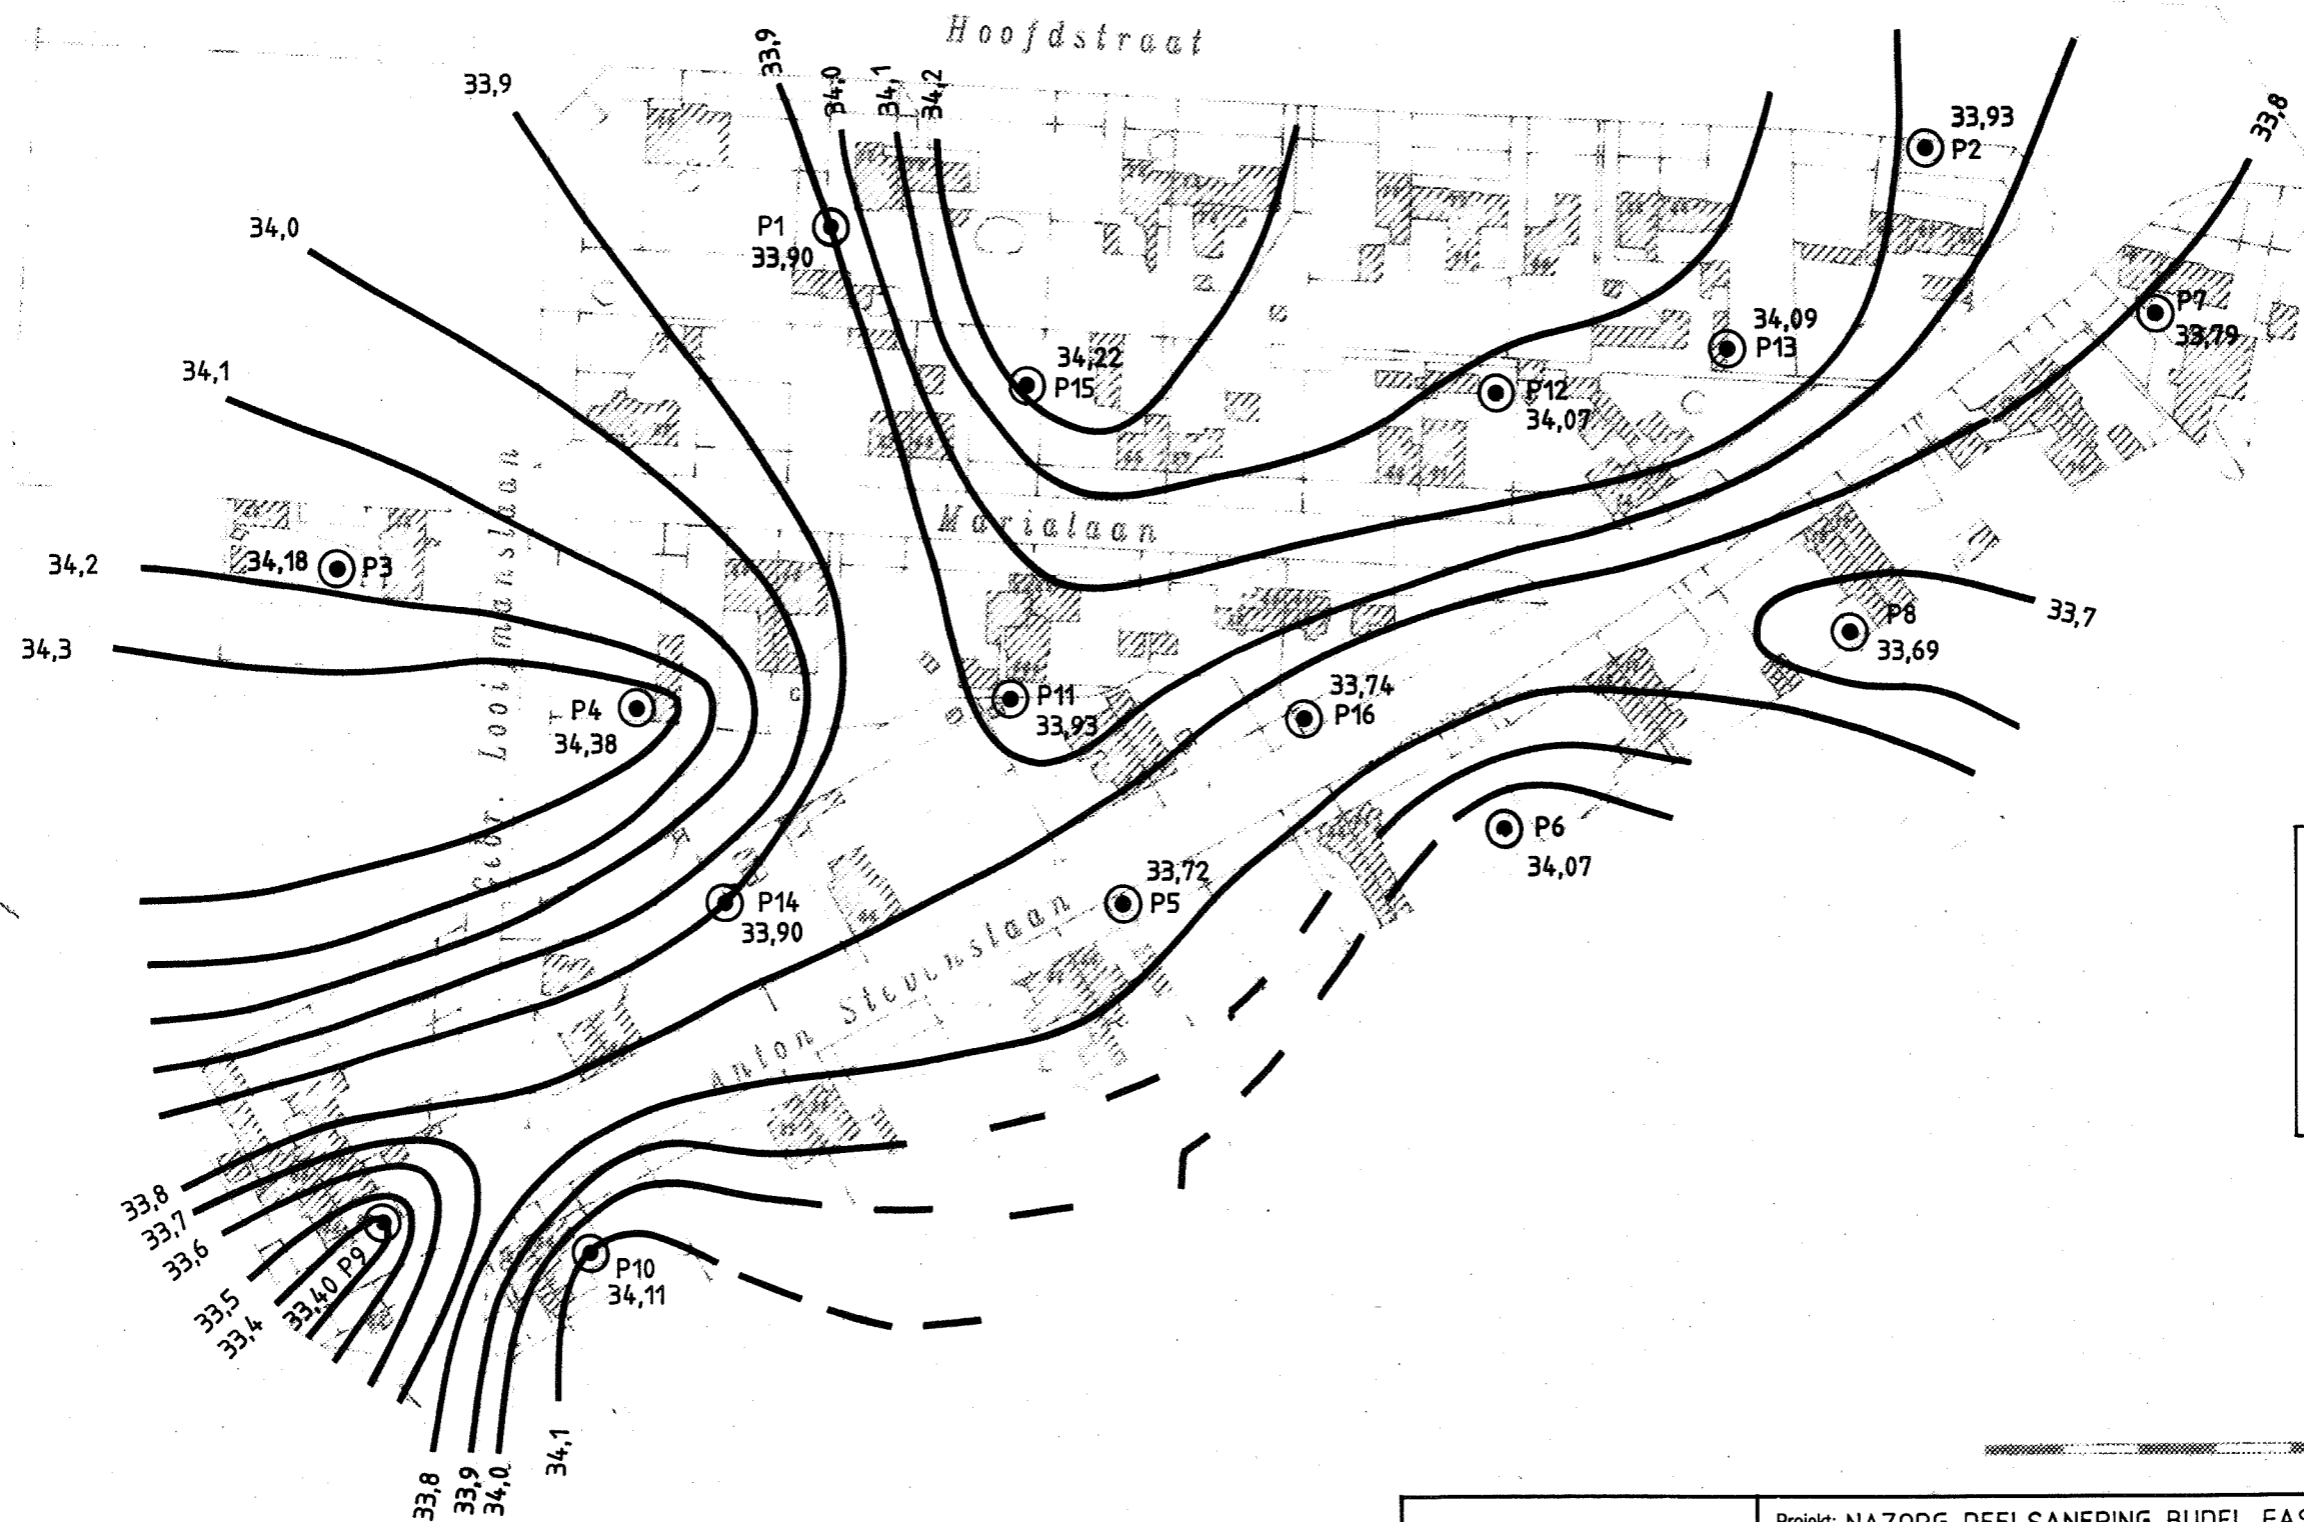 Hoofdstraat
33,9
33,9
34,0
34,1
34,2
33,8
33,93
P2
34,0
P1
33,90
P7
33,79
34,09
P13
34,22
P15
34,1
P12
34,07
Marialaan
34,18
P3
34,2
34,3
P8
33,69
33,7
P4
34,38
P11
33,93
33,74
P16
P6
34,07
33,72
P5
P14
33,90
Anton Stevenslaan
33,8
33,7
33,6
33,5
33,4
33,40 P9
P10
34,11
33,8
33,9
34,0
34,1
Projekt: NAZORG DEELSANERING BUDEL